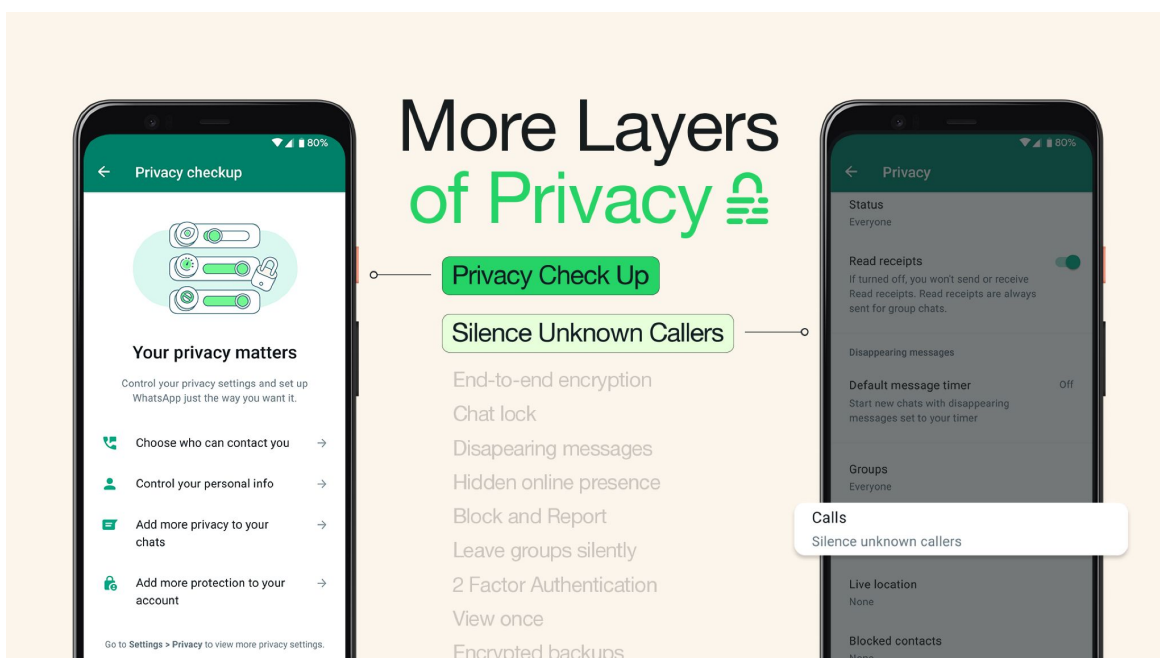 80%
Privacy checkup
Your privacy matters
Control your privacy settings and set up
WhatsApp just the way you want it.
Choose who can contact you
Control your personal info
Add more privacy to your
chats
Add more protection to your
account
Go to Settings > Privacy to view more privacy settings.
More Layers
of Privacy
Privacy Check Up
Silence Unknown Callers
End-to-end encryption
Chat lock
Disapearing messages
Hidden online presence
Block and Report
Leave groups silently
2 Factor Authentication
View once
Encrypted backups
80%
Privacy
Status
Everyone
Read receipts
If turned off, you won't send or receive
Read receipts. Read receipts are always
sent for group chats.
Disappearing messages
Default message timer Off
Start new chats with disappearing
messages set to your timer
Groups
Everyone
Calls
Silence unknown callers
Live location
None
Blocked contacts
None